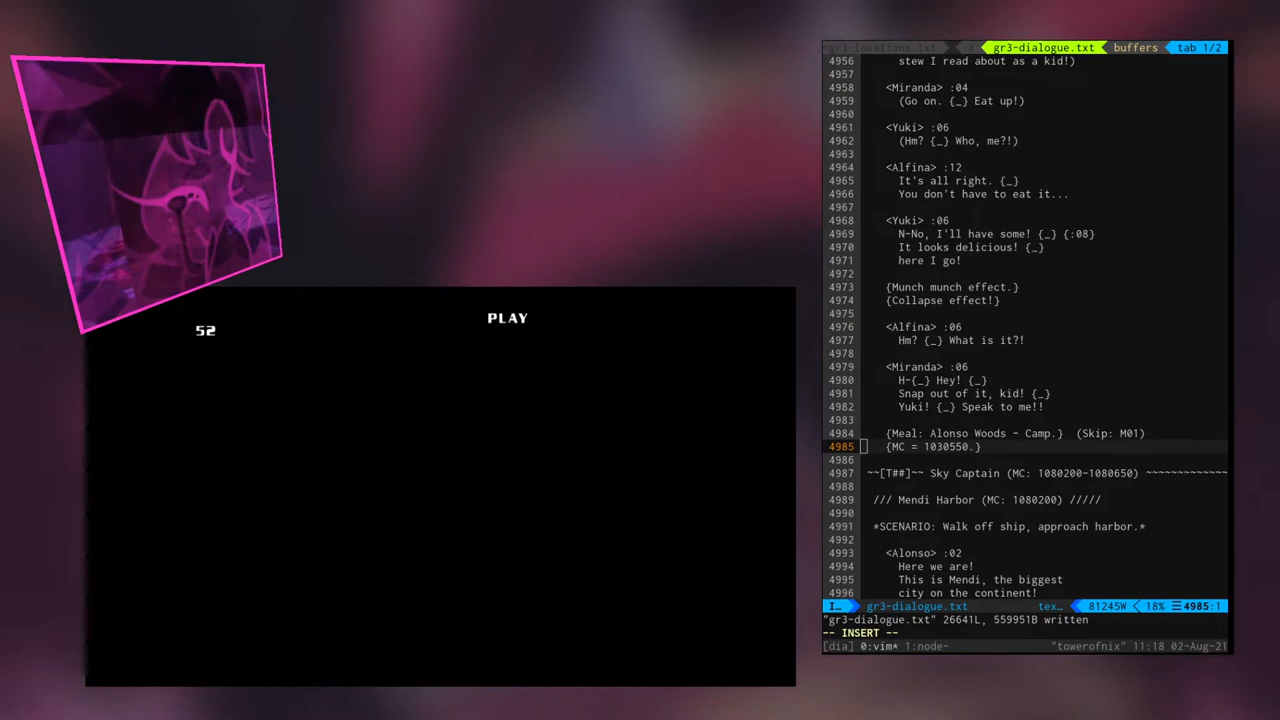 52
PLAY
<gr3-locations.txt gr3-dialogue.txt buffers tab 1/2
4956 stew I read about as a kid!)
4957
4958 <Miranda> :04
4959 (Go on. {_} Eat up!)
4960
4961 <Yuki> :06
4962 (Hm? {_} Who, me?!)
4963
4964 <Alfina> :12
4965 It's all right. {_}
4966 You don't have to eat it...
4967
4968 <Yuki> :06
4969 N-No, I'll have some! {_} {:08}
4970 It looks delicious! {_}
4971 here I go!
4972
4973 {Munch munch effect.}
4974 {Collapse effect!}
4975
4976 <Alfina> :06
4977 Hm? {_} What is it?!
4978
4979 <Miranda> :06
4980 H-{_} Hey! {_}
4981 Snap out of it, kid! {_}
4982 Yuki! {_} Speak to me!!
4983
4984 {Meal: Alonso Woods - Camp.} (Skip: M01)
4985 {MC = 1030550.}
4986
4987 ~~[T##]~~ Sky Captain (MC: 1080200-1080650) ~~~~~~~~~~~~~
4988
4989 /// Mendi Harbor (MC: 1080200) /////
4990
4991 *SCENARIO: Walk off ship, approach harbor.*
4992
4993 <Alonso> :02
4994 Here we are!
4995 This is Mendi, the biggest
4996 city on the continent!
I… gr3-dialogue.txt tex… 81245W 18% ☰4985:1
"gr3-dialogue.txt" 26641L, 559951B written
-- INSERT --
[dia] 0:vim* 1:node- "towerofnix" 11:18 02-Aug-21